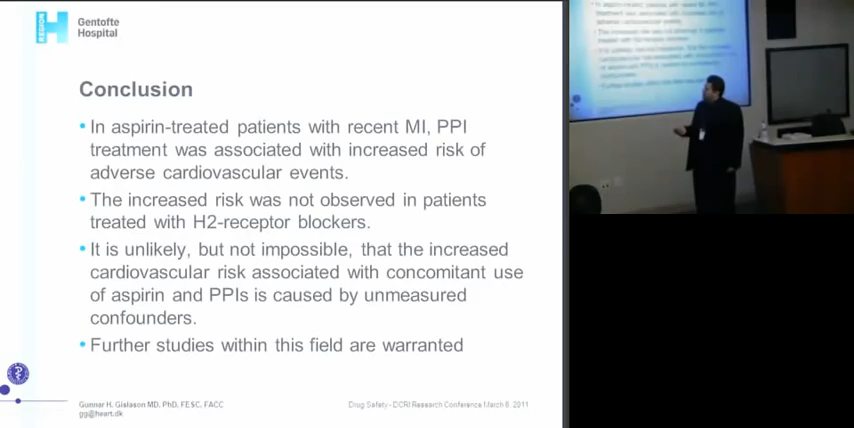 REGION
Gentofte
Hospital
Conclusion
• In aspirin-treated patients with recent MI, PPI
treatment was associated with increased risk of
adverse cardiovascular events.
• The increased risk was not observed in patients
treated with H2-receptor blockers.
• It is unlikely, but not impossible, that the increased
cardiovascular risk associated with concomitant use
of aspirin and PPIs is caused by unmeasured
confounders.
• Further studies within this field are warranted
Gunnar H. Gislason MD, PhD, FESC, FACC
gg@heart.dk
Drug Safety - DCRI Research Conference March 8, 2011